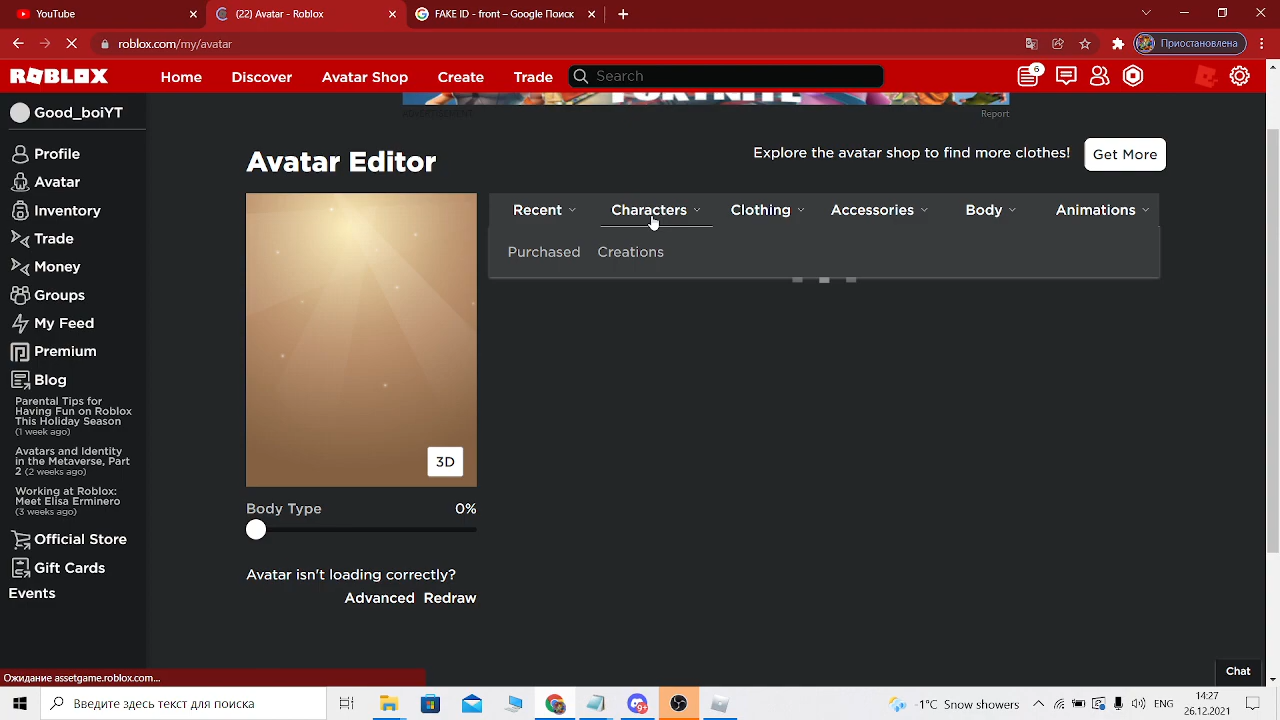 YouTube
(22) Avatar - Roblox
FAKE ID - front – Google Поиск
roblox.com/my/avatar
Приостановлена
ROBLOX
Home
Discover
Avatar Shop
Create
Trade
Search
6
Good_boiYT
FORTNITE
ADVERTISEMENT
Report
Profile
Avatar
Inventory
Trade
Money
Groups
My Feed
Premium
Blog
Parental Tips for
Having Fun on Roblox
This Holiday Season
(1 week ago)
Avatars and Identity
in the Metaverse, Part
2 (2 weeks ago)
Working at Roblox:
Meet Elisa Erminero
(3 weeks ago)
Official Store
Gift Cards
Events
Avatar Editor
Explore the avatar shop to find more clothes!
Get More
Recent
Characters
Clothing
Accessories
Body
Animations
Purchased
Creations
3D
Body Type
0%
Avatar isn't loading correctly?
Advanced
Redraw
Chat
Ожидание assetgame.roblox.com...
Введите здесь текст для поиска
9+
-1°C Snow showers
ENG
14:27
26.12.2021